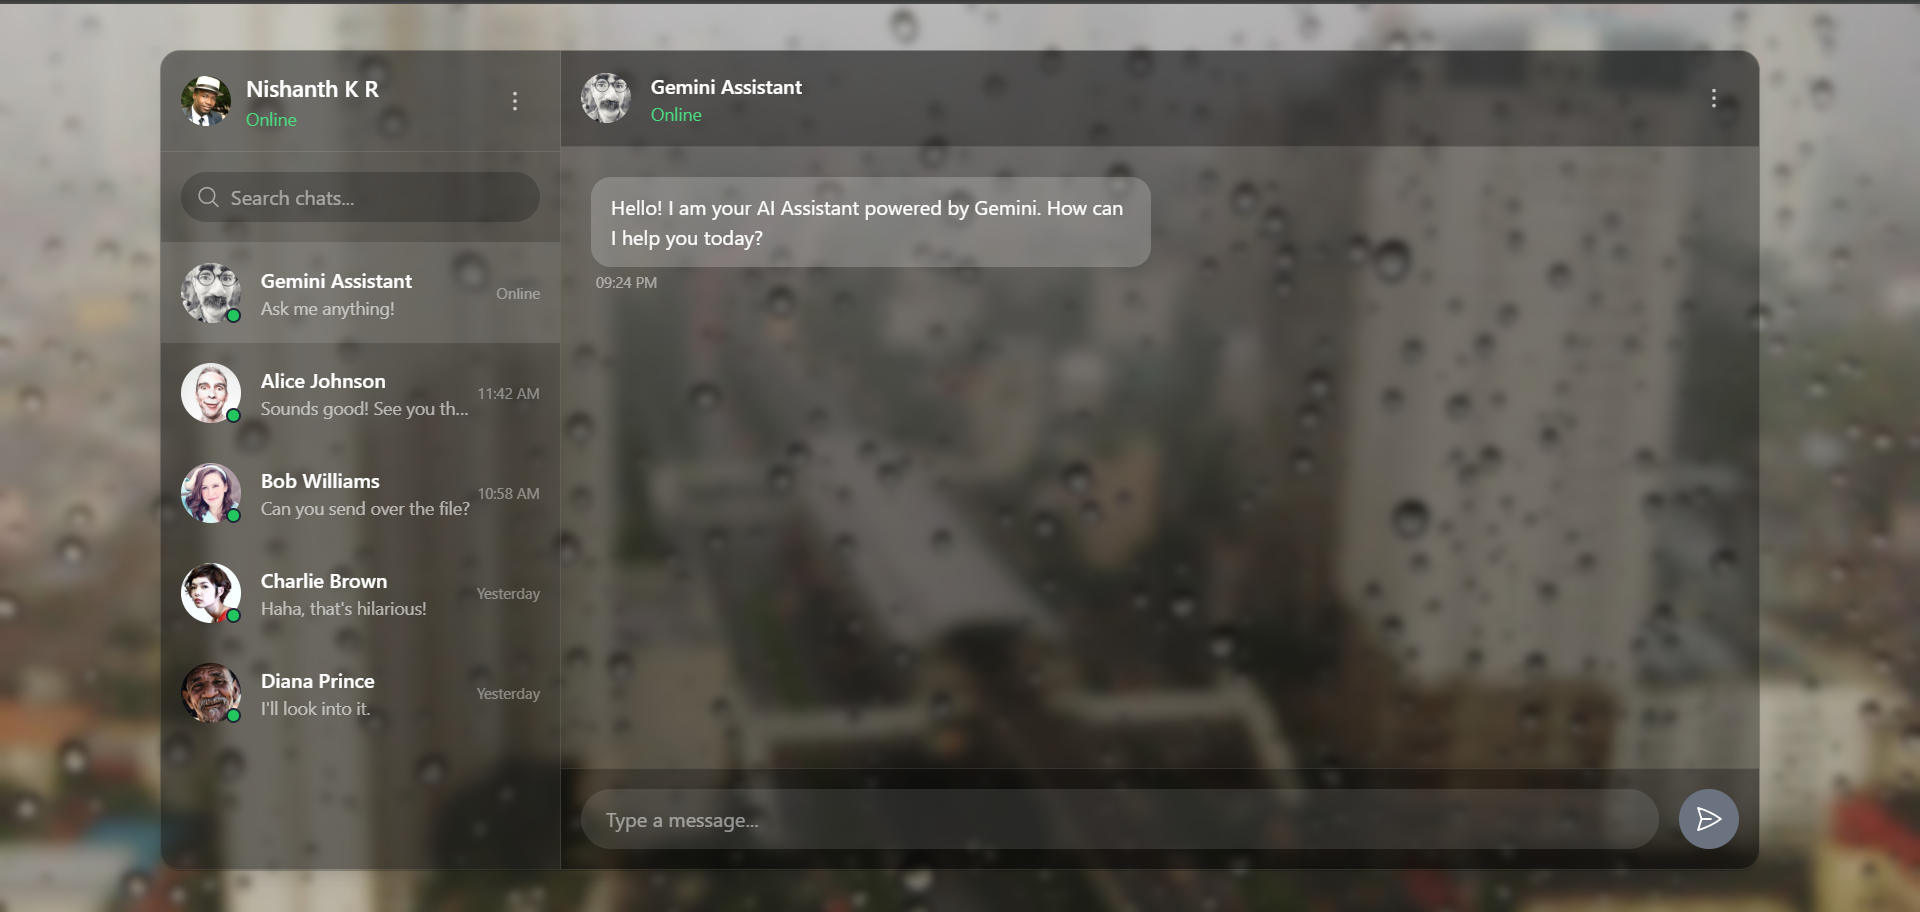 Nishanth K R
Online
Search chats...
Gemini Assistant
Ask me anything!
Online
Alice Johnson
Sounds good! See you th...
11:42 AM
Bob Williams
Can you send over the file?
10:58 AM
Charlie Brown
Haha, that's hilarious!
Yesterday
Diana Prince
I'll look into it.
Yesterday
Gemini Assistant
Online
Hello! I am your AI Assistant powered by Gemini. How can
I help you today?
09:24 PM
Type a message...